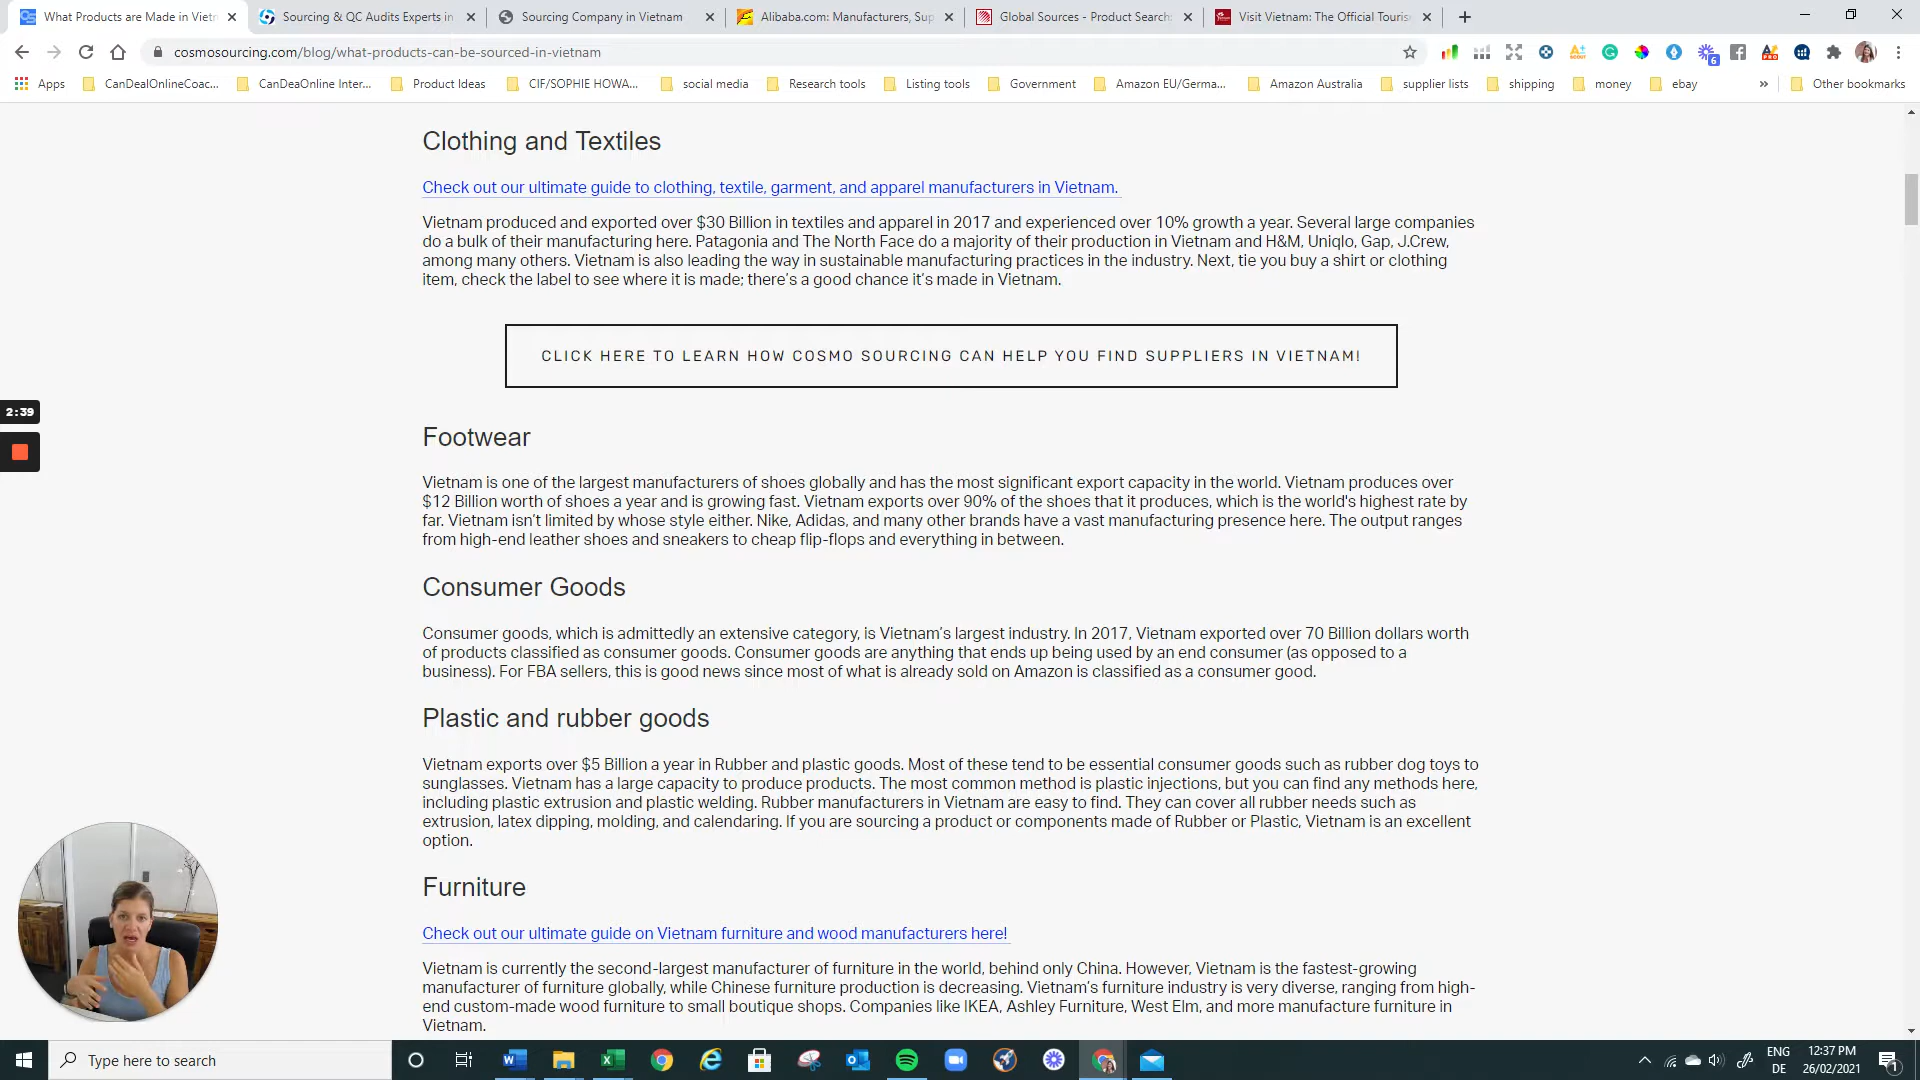 What Products are Made in Vietn
Sourcing & QC Audits Experts in
Sourcing Company in Vietnam
Alibaba.com: Manufacturers, Sup
Global Sources - Product Search:
Visit Vietnam: The Official Touris
cosmosourcing.com/blog/what-products-can-be-sourced-in-vietnam
6
Apps
CanDealOnlineCoac...
CanDeaOnline Inter...
Product Ideas
CIF/SOPHIE HOWA...
social media
Research tools
Listing tools
Government
Amazon EU/Germa...
Amazon Australia
supplier lists
shipping
money
ebay
»
Other bookmarks
Clothing and Textiles
Check out our ultimate guide to clothing, textile, garment, and apparel manufacturers in Vietnam.
Vietnam produced and exported over $30 Billion in textiles and apparel in 2017 and experienced over 10% growth a year. Several large companies
do a bulk of their manufacturing here. Patagonia and The North Face do a majority of their production in Vietnam and H&M, Uniqlo, Gap, J.Crew,
among many others. Vietnam is also leading the way in sustainable manufacturing practices in the industry. Next, tie you buy a shirt or clothing
item, check the label to see where it is made; there's a good chance it's made in Vietnam.
CLICK HERE TO LEARN HOW COSMO SOURCING CAN HELP YOU FIND SUPPLIERS IN VIETNAM!
2:39
Footwear
Vietnam is one of the largest manufacturers of shoes globally and has the most significant export capacity in the world. Vietnam produces over
$12 Billion worth of shoes a year and is growing fast. Vietnam exports over 90% of the shoes that it produces, which is the world's highest rate by
far. Vietnam isn't limited by whose style either. Nike, Adidas, and many other brands have a vast manufacturing presence here. The output ranges
from high-end leather shoes and sneakers to cheap flip-flops and everything in between.
Consumer Goods
Consumer goods, which is admittedly an extensive category, is Vietnam's largest industry. In 2017, Vietnam exported over 70 Billion dollars worth
of products classified as consumer goods. Consumer goods are anything that ends up being used by an end consumer (as opposed to a
business). For FBA sellers, this is good news since most of what is already sold on Amazon is classified as a consumer good.
Plastic and rubber goods
Vietnam exports over $5 Billion a year in Rubber and plastic goods. Most of these tend to be essential consumer goods such as rubber dog toys to
sunglasses. Vietnam has a large capacity to produce products. The most common method is plastic injections, but you can find any methods here,
including plastic extrusion and plastic welding. Rubber manufacturers in Vietnam are easy to find. They can cover all rubber needs such as
extrusion, latex dipping, molding, and calendaring. If you are sourcing a product or components made of Rubber or Plastic, Vietnam is an excellent
option.
Furniture
Check out our ultimate guide on Vietnam furniture and wood manufacturers here!
Vietnam is currently the second-largest manufacturer of furniture in the world, behind only China. However, Vietnam is the fastest-growing
manufacturer of furniture globally, while Chinese furniture production is decreasing. Vietnam's furniture industry is very diverse, ranging from high-
end custom-made wood furniture to small boutique shops. Companies like IKEA, Ashley Furniture, West Elm, and more manufacture furniture in
Vietnam.
Type here to search
ENG
DE
12:37 PM
26/02/2021
1